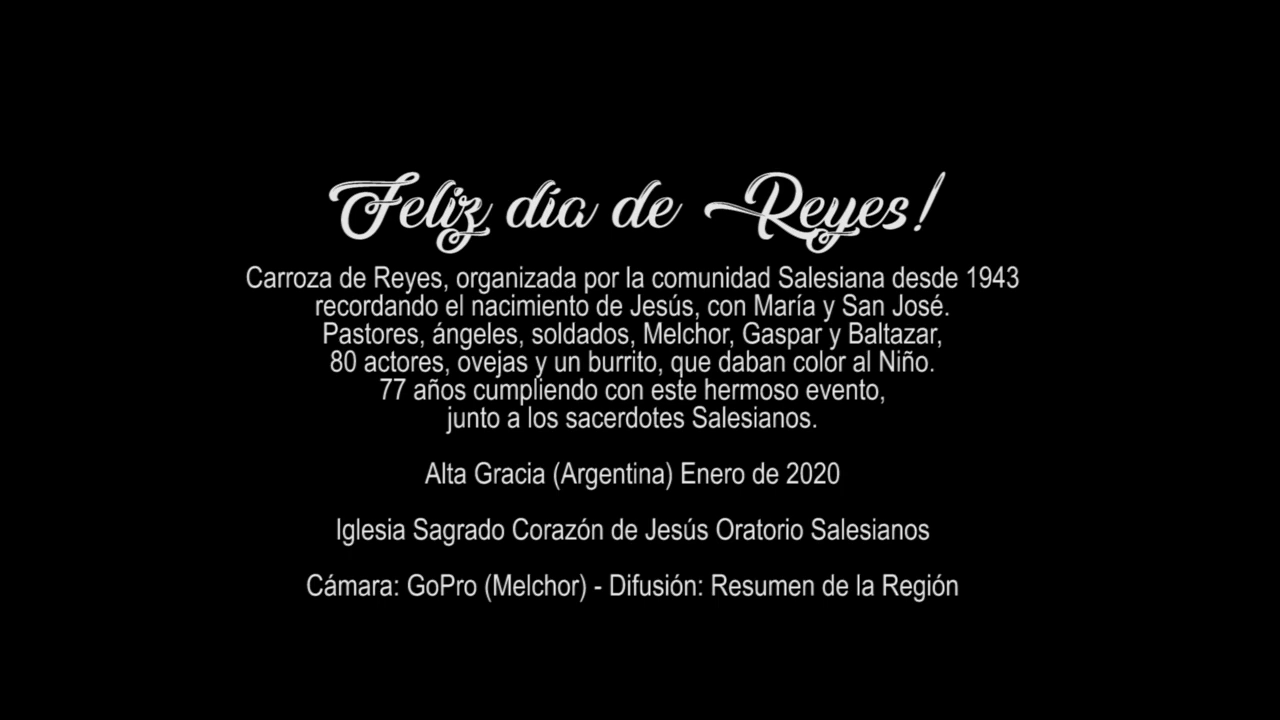 Feliz día de Reyes!
Carroza de Reyes, organizada por la comunidad Salesiana desde 1943
recordando el nacimiento de Jesús, con María y San José.
Pastores, ángeles, soldados, Melchor, Gaspar y Baltazar,
80 actores, ovejas y un burrito, que daban color al Niño.
77 años cumpliendo con este hermoso evento,
junto a los sacerdotes Salesianos.
Alta Gracia (Argentina) Enero de 2020
Iglesia Sagrado Corazón de Jesús Oratorio Salesianos
Cámara: GoPro (Melchor) - Difusión: Resumen de la Región